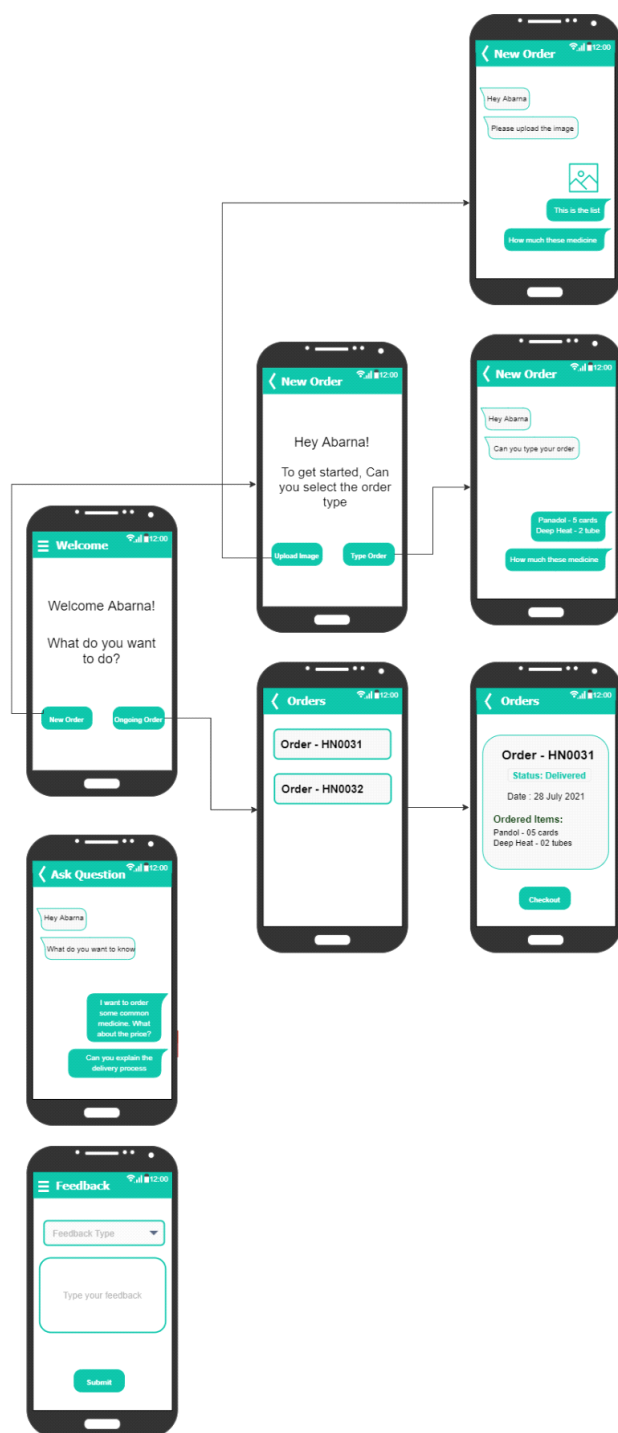 12:00
New Order
Hey Abarna
Please upload the image
This is the list
How much these medicine
12:00
New Order
Hey Abarna!
To get started, Can
you select the order
type
Upload Image
Type Order
12:00
New Order
Hey Abarna
Can you type your order
Panadol - 5 cards
Deep Heat - 2 tube
How much these medicine
12:00
Welcome
Welcome Abarna!
What do you want
to do?
New Order
Ongoing Order
12:00
Orders
Order - HN0031
Order - HN0032
12:00
Orders
Order - HN0031
Status: Delivered
Date : 28 July 2021
Ordered Items:
Pandol - 05 cards
Deep Heat - 02 tubes
Checkout
12:00
Ask Question
Hey Abarna
What do you want to know
I want to order
some common
medicine. What
about the price?
Can you explain the
delivery process
12:00
Feedback
Feedback Type
Type your feedback
Submit